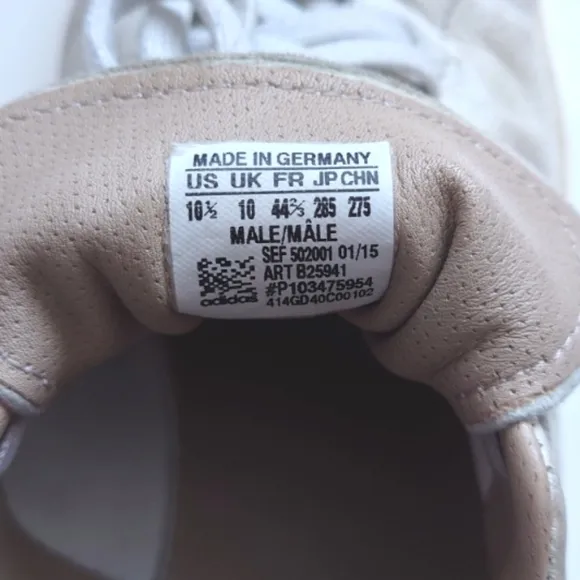 MADE IN GERMANY
US UK FR JP CHN
10½ 10 44⅔ 285 275
MALE/MÂLE
SEF 502001 01/15
ART B25941
#P103475954
adidas 414GD40C00102